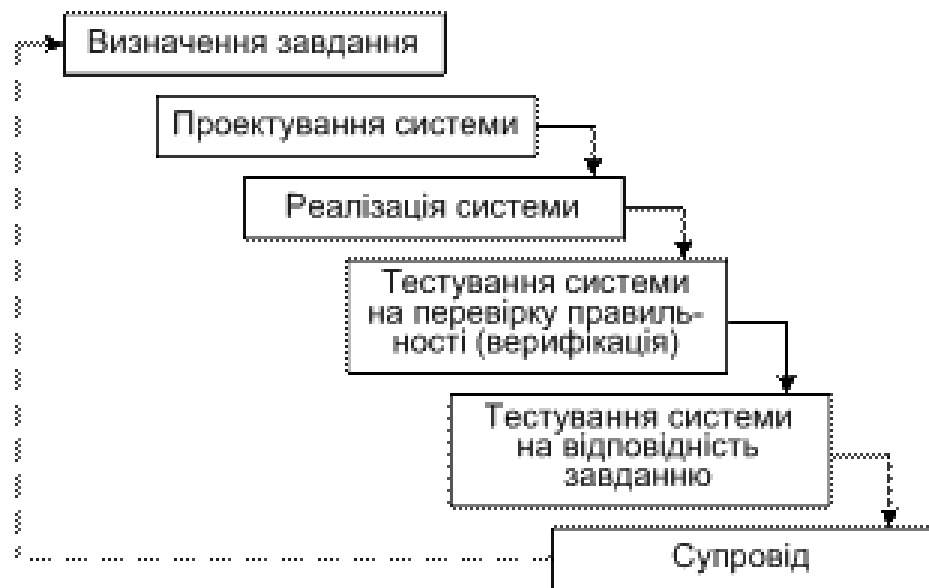 Визначення завдання
Проектування системи
Реалізація системи
Тестування системи
на перевірку правиль-
ності (верифікація)
Тестування системи
на відповідність
завданню
Супровід